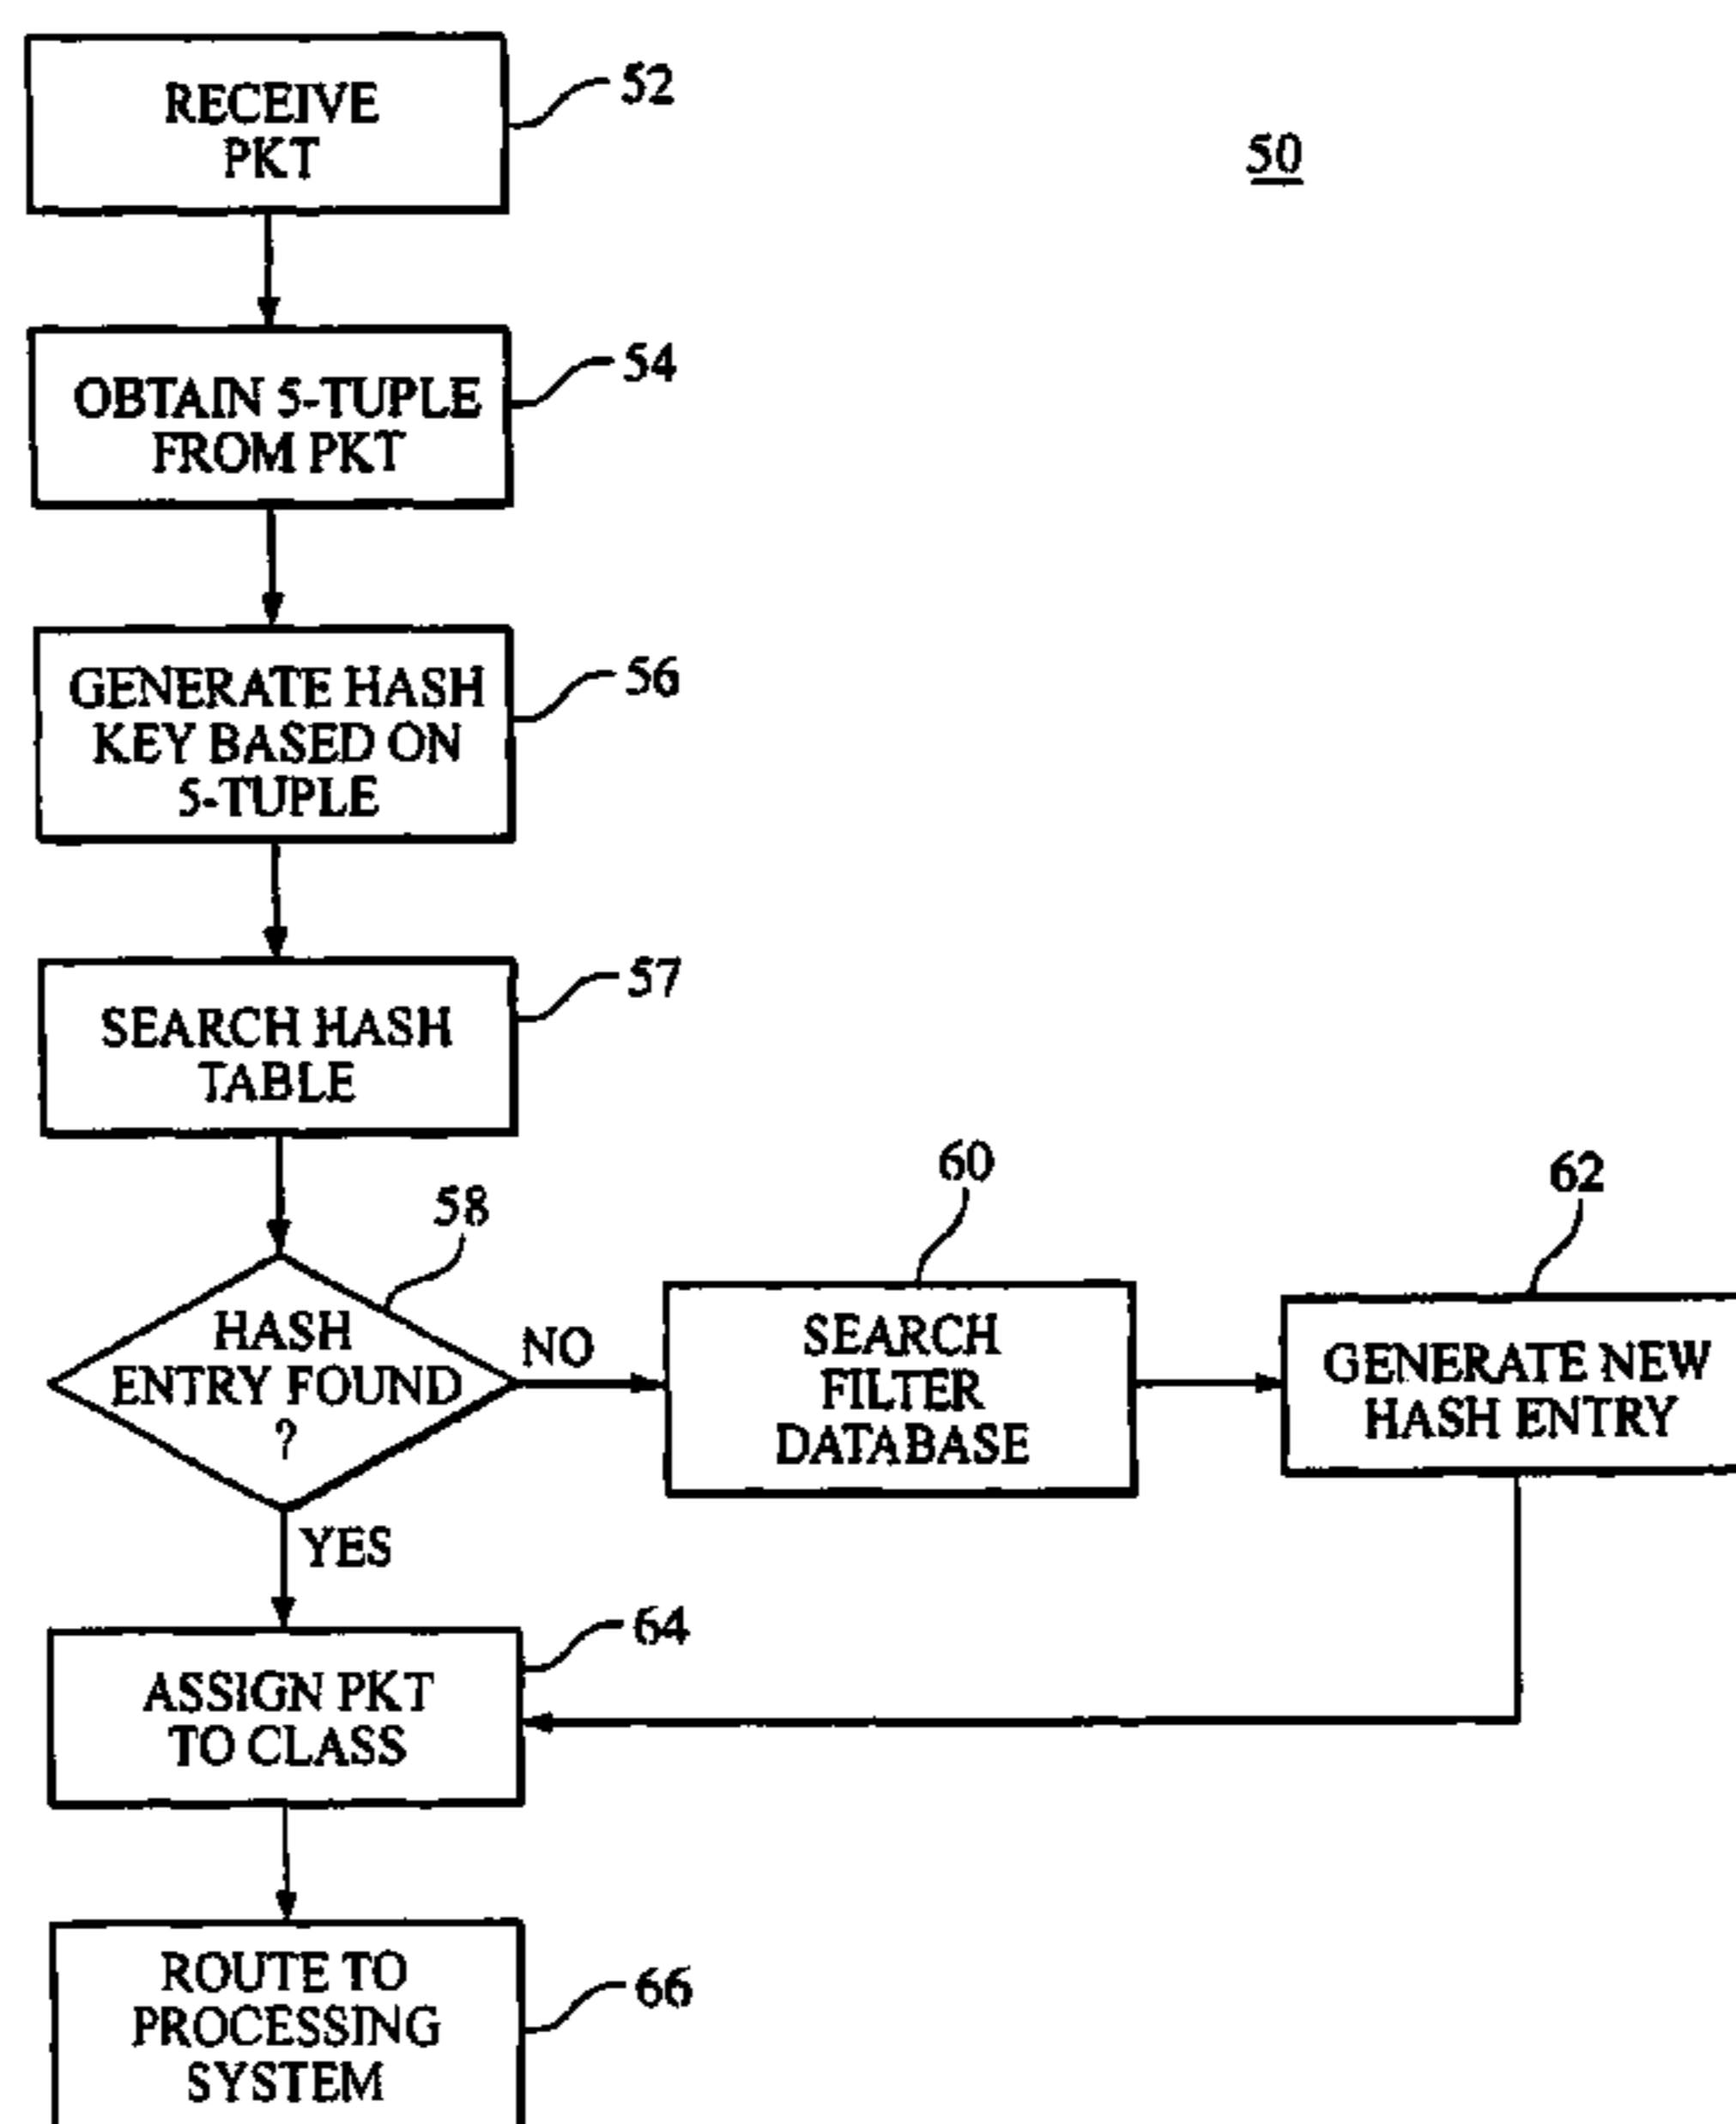 RECEIVE
PKT
52
50
OBTAIN 5-TUPLE
FROM PKT
54
GENERATE HASH
KEY BASED ON
5-TUPLE
56
SEARCH HASH
TABLE
57
HASH
ENTRY FOUND
?
58
NO
YES
SEARCH
FILTER
DATABASE
60
GENERATE NEW
HASH ENTRY
62
ASSIGN PKT
TO CLASS
64
ROUTE TO
PROCESSING
SYSTEM
66